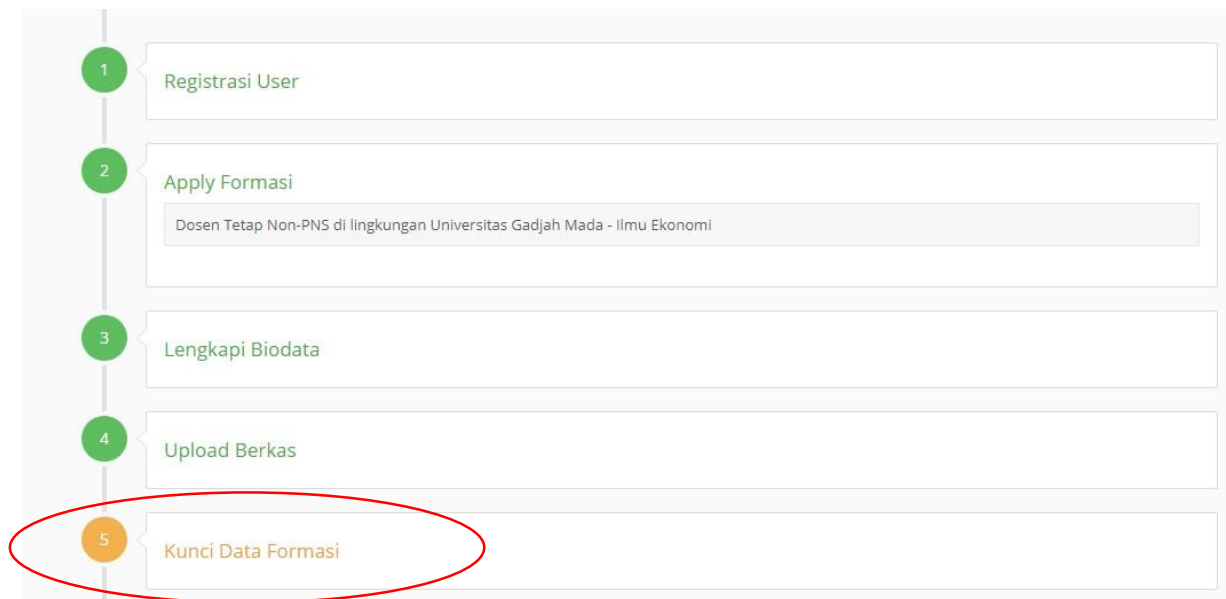 1
Registrasi User
2
Apply Formasi
Dosen Tetap Non-PNS di lingkungan Universitas Gadjah Mada - Ilmu Ekonomi
3
Lengkapi Biodata
4
Upload Berkas
5
Kunci Data Formasi